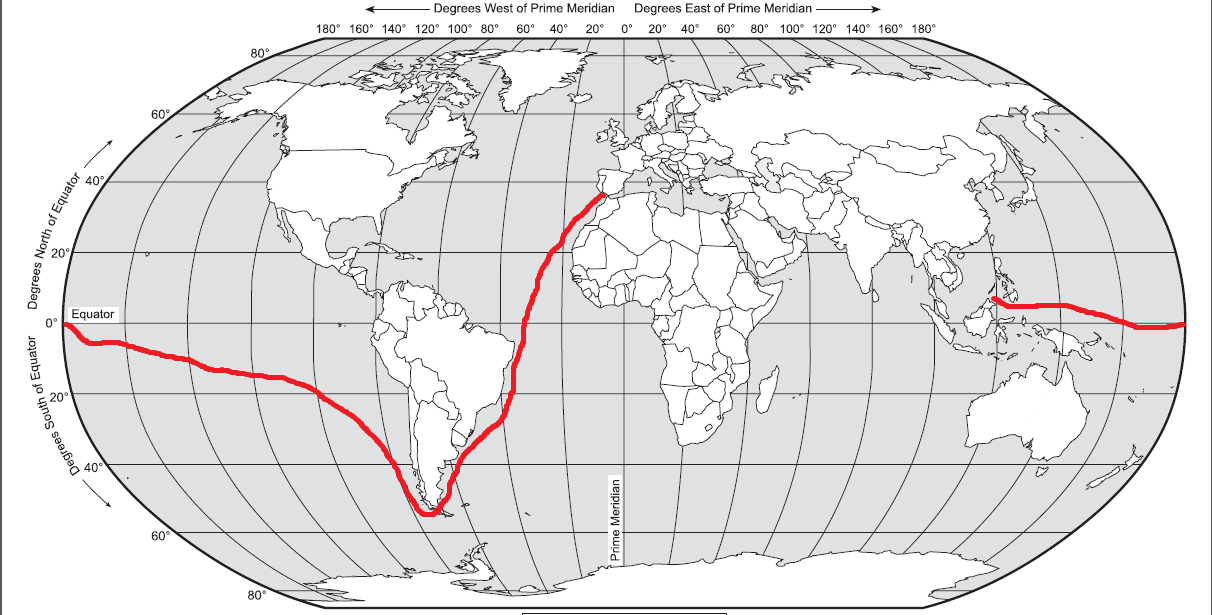 Degrees West of Prime Meridian Degrees East of Prime Meridian
180° 160° 140° 120° 100° 80° 60° 40° 20° 0° 20° 40° 60° 80° 100° 120° 140° 160° 180°
80°
60°
40°
Degrees North of Equator
20°
Equator
0°
Degrees South of Equator
20°
40°
Prime Meridian
60°
80°